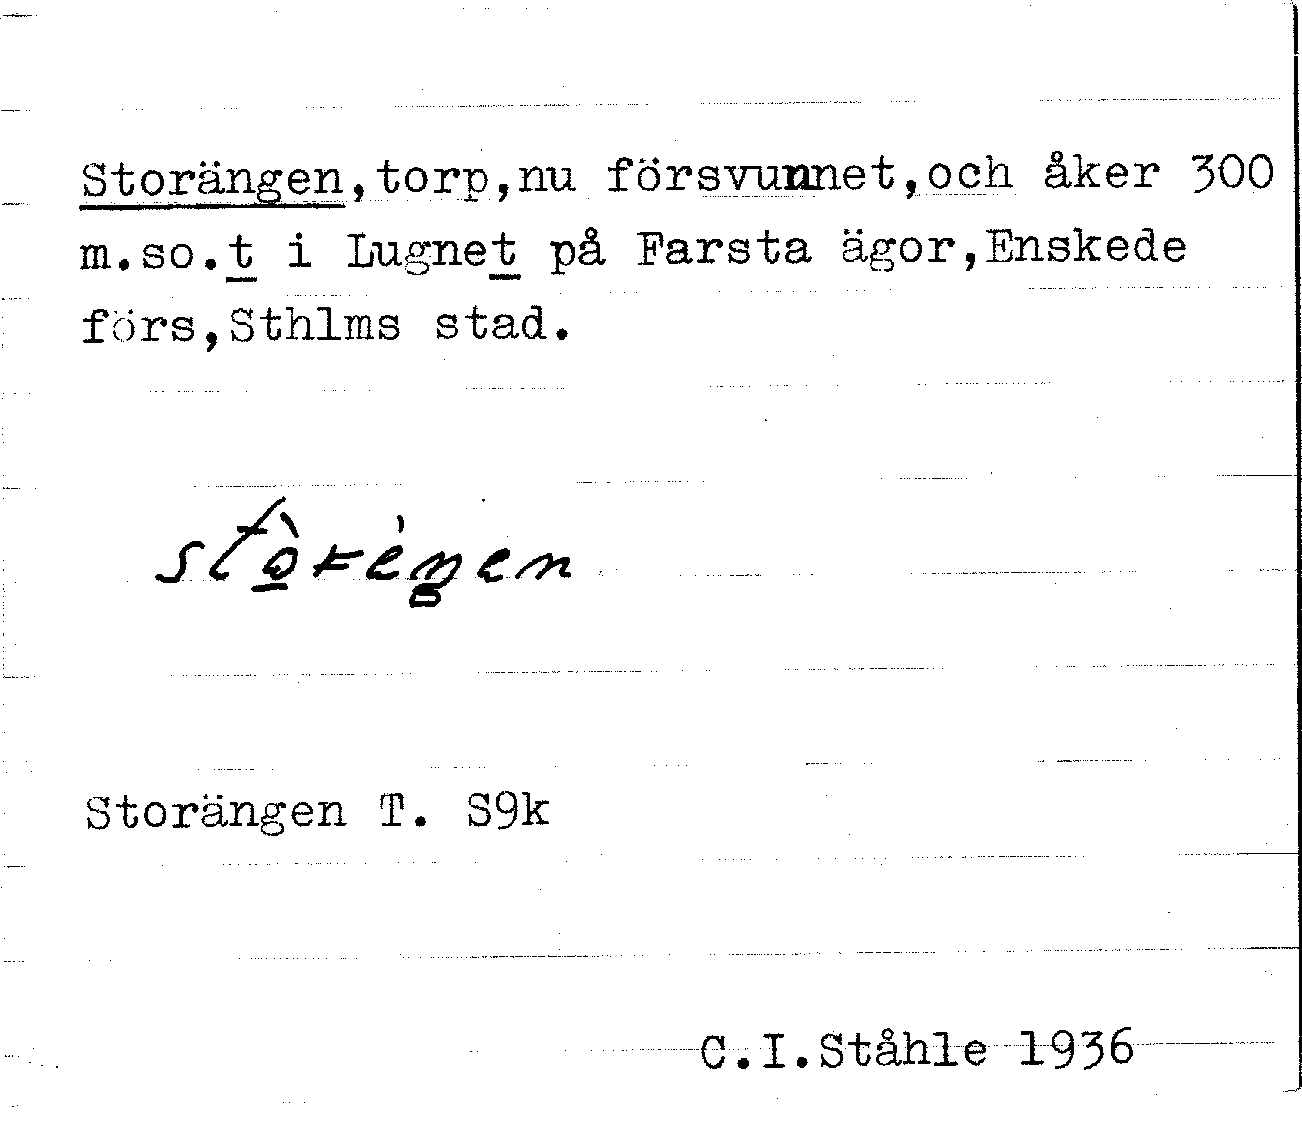 Storängen,torp,nu försvunnet,och åker 300
m.so.t i Lugnet på Farsta ägor,Enskede
förs,Sthlms stad.
Storängen T. S9k
C.I.Ståhle 1936